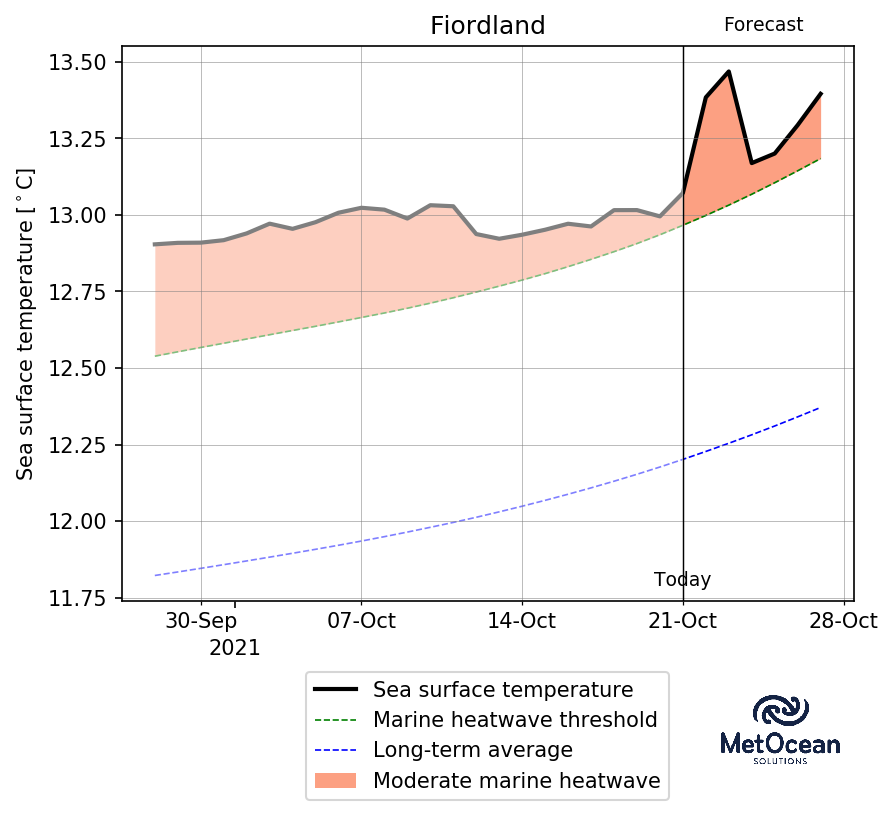 Fiordland
Forecast
Sea surface temperature [°C]
13.50
13.25
13.00
12.75
12.50
12.25
12.00
11.75
Today
30-Sep
07-Oct
14-Oct
21-Oct
28-Oct
2021
Sea surface temperature
Marine heatwave threshold
Long-term average
Moderate marine heatwave
MetOcean
SOLUTIONS